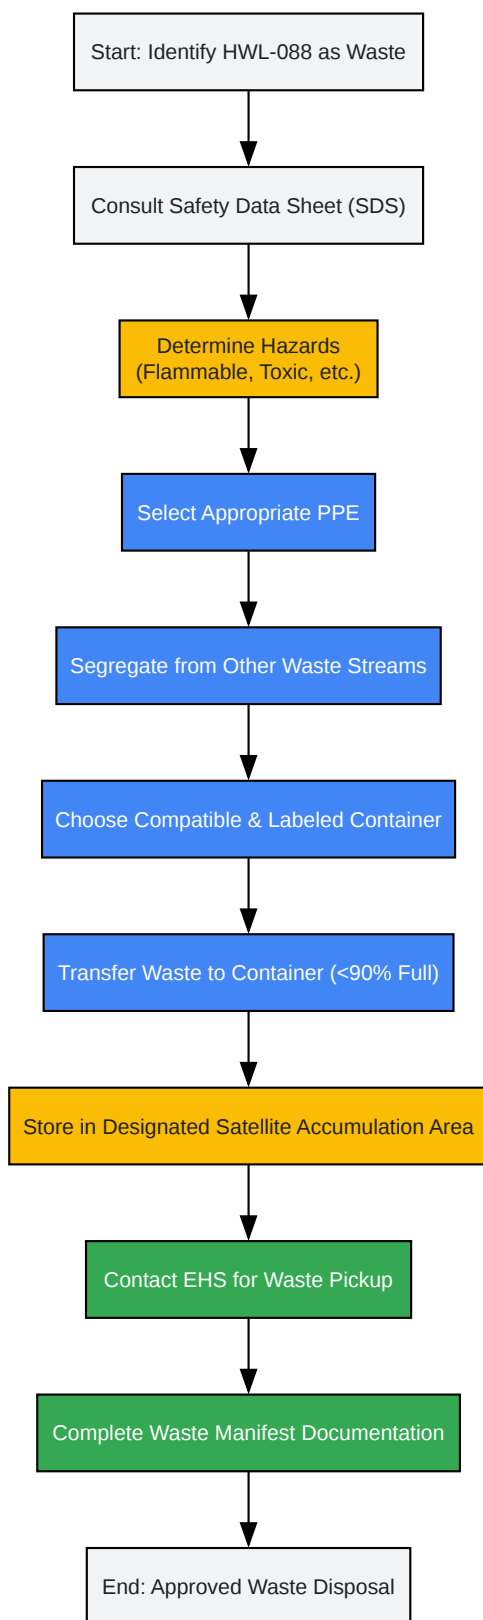 Start: Identify HWL-088 as Waste
Consult Safety Data Sheet (SDS)
Determine Hazards
(Flammable, Toxic, etc.)
Select Appropriate PPE
Segregate from Other Waste Streams
Choose Compatible & Labeled Container
Transfer Waste to Container (<90% Full)
Store in Designated Satellite Accumulation Area
Contact EHS for Waste Pickup
Complete Waste Manifest Documentation
End: Approved Waste Disposal